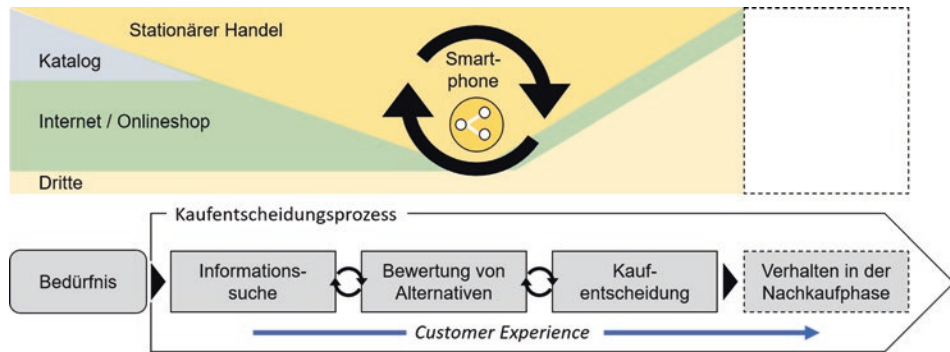 Stationärer Handel
Katalog
Smart-
phone
Internet / Onlineshop
Dritte
Kaufentscheidungsprozess
Bedürfnis
Informations-
suche
Bewertung von
Alternativen
Kauf-
entscheidung
Verhalten in der
Nachkaufphase
Customer Experience